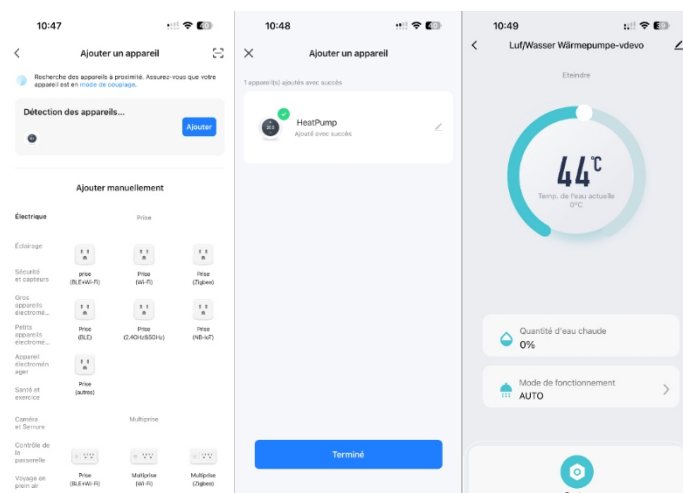 10:47
Ajouter un appareil
Recherche des appareils à proximité. Assurez-vous que votre
appareil est en mode de couplage.
Détection des appareils...
Ajouter
Ajouter manuellement
Électrique
Prise
Éclairage
Sécurité
et capteurs
prise
(BLE+Wi-Fi)
Prise
(Wi-Fi)
Prise
(Zigbee)
Gros
appareils
électromé...
Petits
appareils
électromé...
Prise
(BLE)
Prise
(2.4GHz&5GHz)
Prise
(NB-IoT)
Appareil
électromén
ager
Santé et
exercice
Prise
(autres)
Caméra
et Serrure
Multiprise
Contrôle de
la
passerelle
Voyage en
plein air
Prise
(BLE+Wi-Fi)
Multiprise
(Wi-Fi)
Multiprise
(Zigbee)
10:48
Ajouter un appareil
1 appareil(s) ajoutés avec succès
HeatPump
Ajouté avec succès
Terminé
10:49
Luf/Wasser Wärmepumpe-vdevo
Eteindre
44°C
Temp. de l'eau actuelle
0°C
Quantité d'eau chaude
0%
Mode de fonctionnement
AUTO